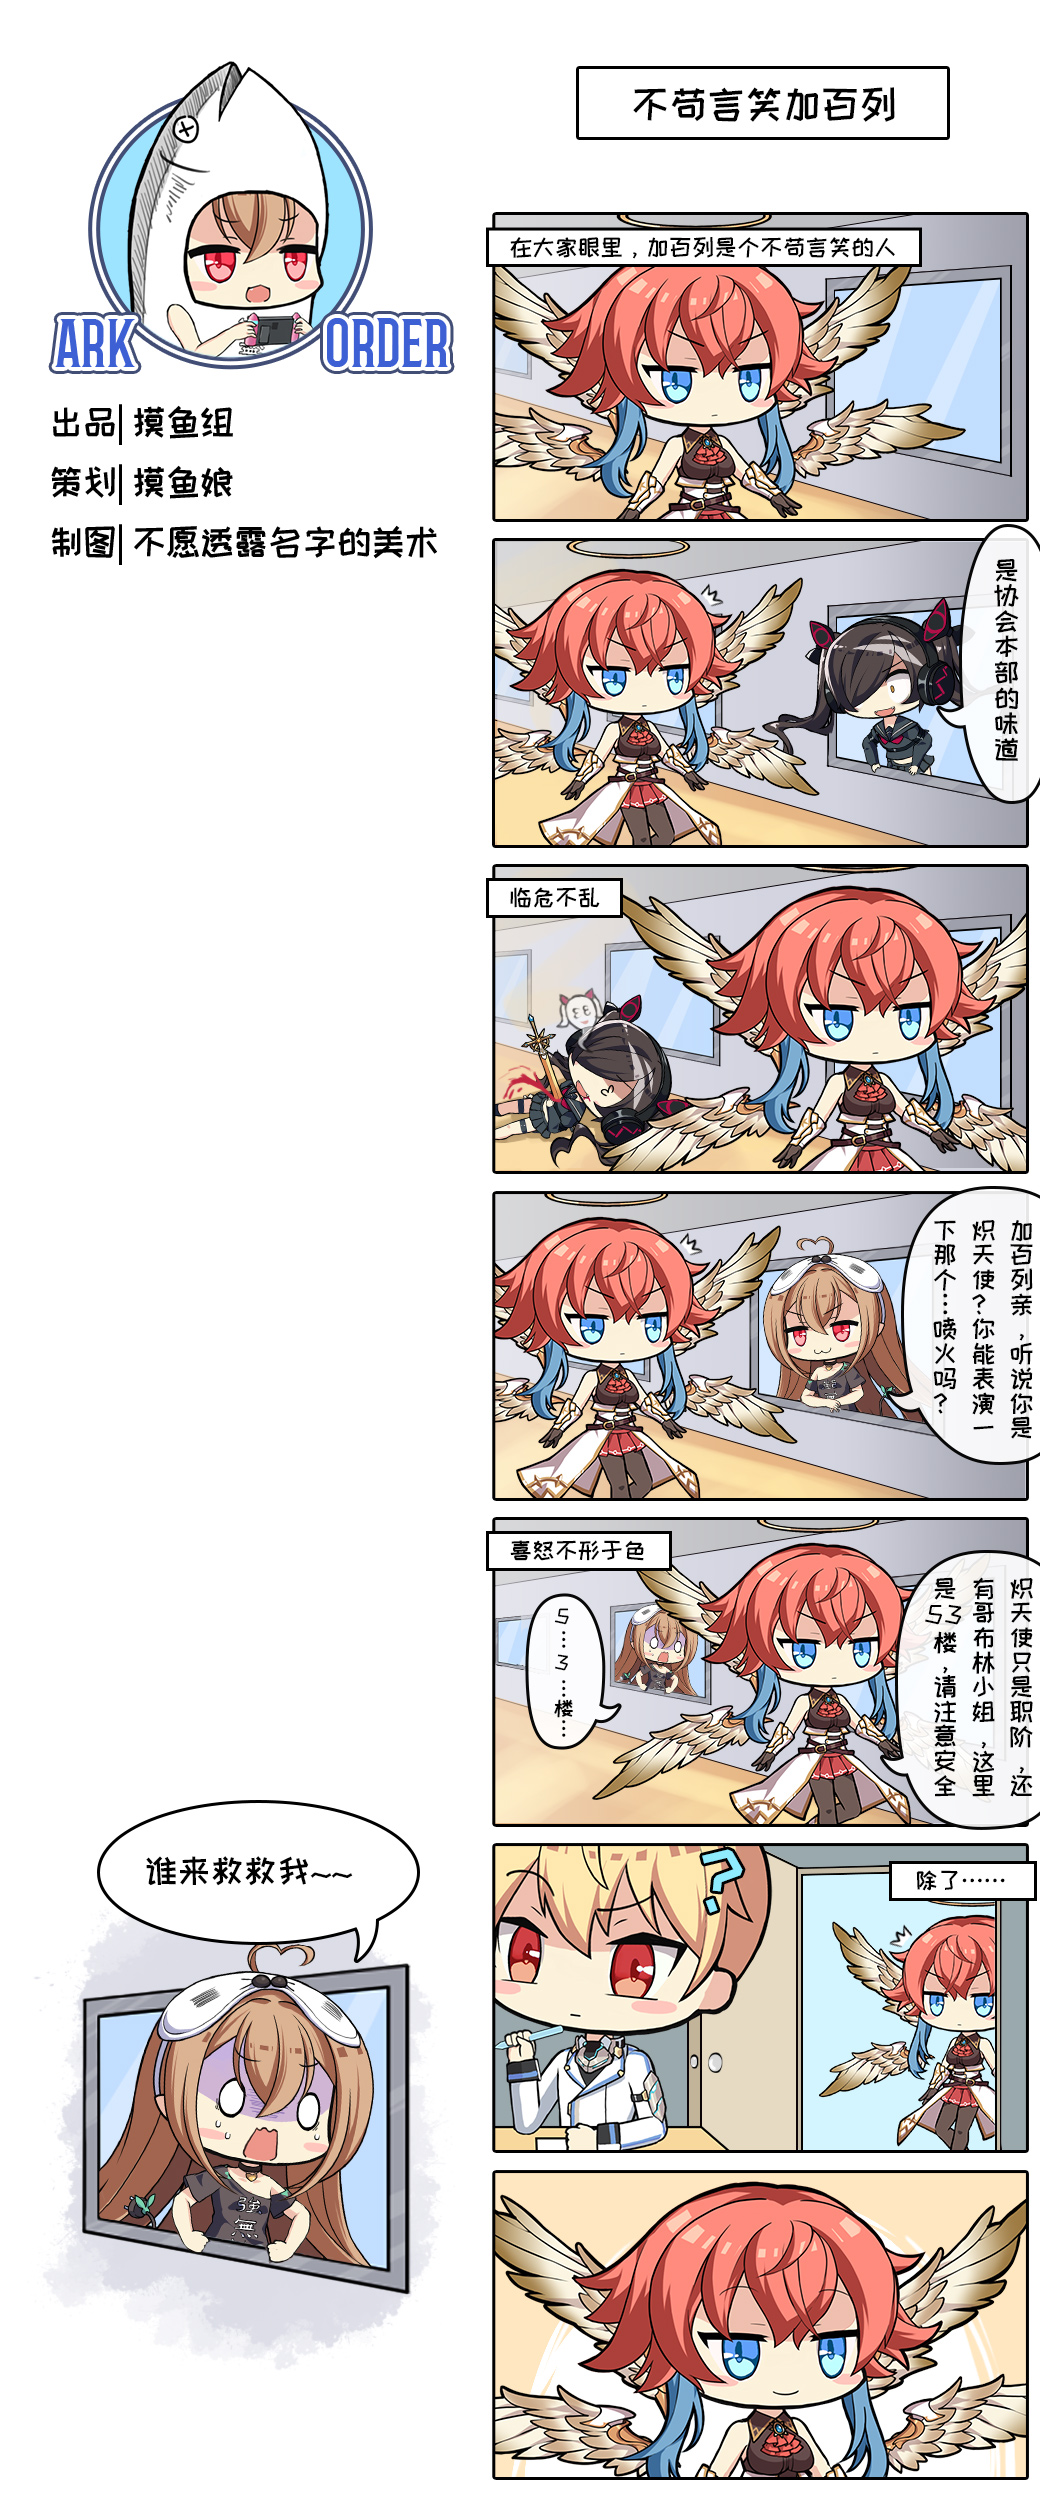 ARK ORDER
出品 摸鱼组
策划 摸鱼娘
制图 不愿透露名字的美术
不苟言笑加百列
在大家眼里，加百列是个不苟言笑的人
是协会本部的味道
临危不乱
加百列亲，听说你是
炽天使？你能表演一
下那个…喷火吗？
喜怒不形于色
炽天使只是职阶，还
有哥布林小姐，这里
是53楼，请注意安全
5…3…楼…
除了……
谁来救救我~~
強
無